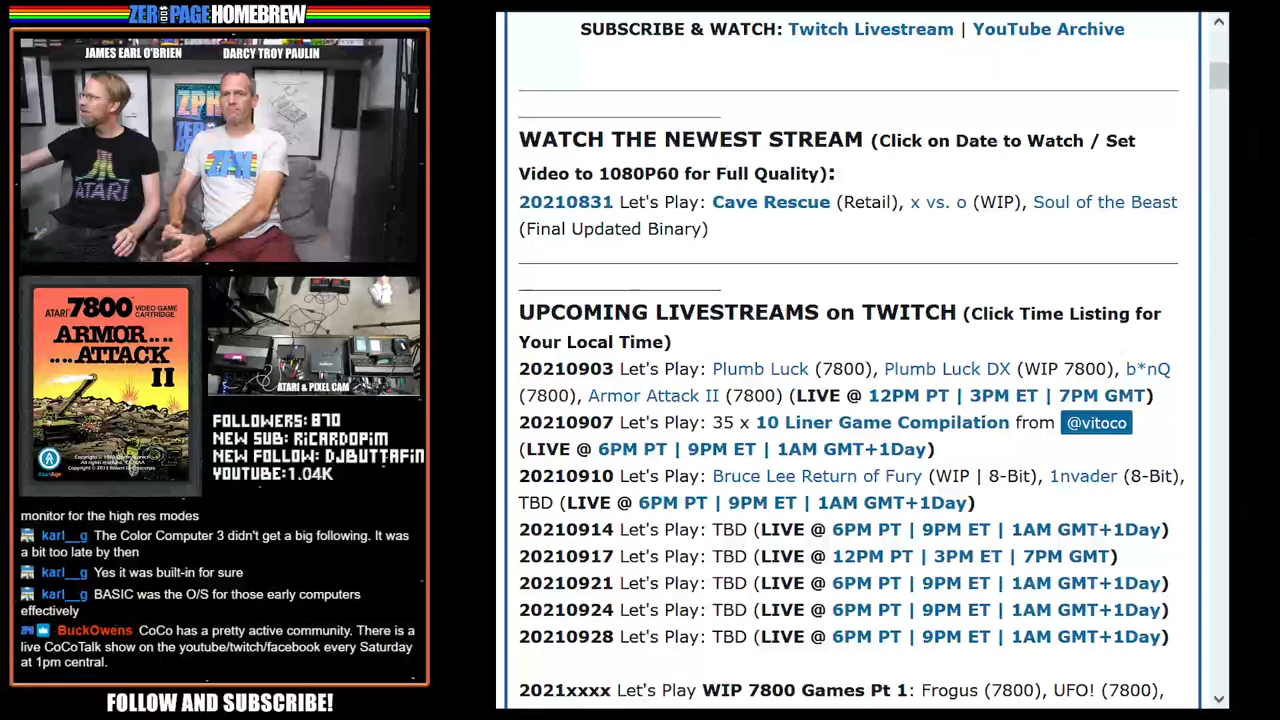 ZER PAGE HOMEBREW
JAMES EARL O'BRIEN
DARCY TROY PAULIN
ATARI
ZPH
ATARI 7800 VIDEO GAME CARTRIDGE
ARMOR....
....ATTACK
II
ATARI & PIXEL CAM
FOLLOWERS: 870
NEW SUB: RICARDOPIM
NEW FOLLOW: DJBUTTAFIN
YOUTUBE:1.04K
monitor for the high res modes
karl__g The Color Computer 3 didn't get a big following. It was
a bit too late by then
karl__g Yes it was built-in for sure
karl__g BASIC was the O/S for those early computers
effectively
BuckOwens CoCo has a pretty active community. There is a
live CoCoTalk show on the youtube/twitch/facebook every Saturday
at 1pm central.
FOLLOW AND SUBSCRIBE!
SUBSCRIBE & WATCH: Twitch Livestream | YouTube Archive
WATCH THE NEWEST STREAM (Click on Date to Watch / Set
Video to 1080P60 for Full Quality):
20210831 Let's Play: Cave Rescue (Retail), x vs. o (WIP), Soul of the Beast
(Final Updated Binary)
UPCOMING LIVESTREAMS on TWITCH (Click Time Listing for
Your Local Time)
20210903 Let's Play: Plumb Luck (7800), Plumb Luck DX (WIP 7800), b*nQ
(7800), Armor Attack II (7800) (LIVE @ 12PM PT | 3PM ET | 7PM GMT)
20210907 Let's Play: 35 x 10 Liner Game Compilation from @vitoco
(LIVE @ 6PM PT | 9PM ET | 1AM GMT+1Day)
20210910 Let's Play: Bruce Lee Return of Fury (WIP | 8-Bit), 1nvader (8-Bit),
TBD (LIVE @ 6PM PT | 9PM ET | 1AM GMT+1Day)
20210914 Let's Play: TBD (LIVE @ 6PM PT | 9PM ET | 1AM GMT+1Day)
20210917 Let's Play: TBD (LIVE @ 12PM PT | 3PM ET | 7PM GMT)
20210921 Let's Play: TBD (LIVE @ 6PM PT | 9PM ET | 1AM GMT+1Day)
20210924 Let's Play: TBD (LIVE @ 6PM PT | 9PM ET | 1AM GMT+1Day)
20210928 Let's Play: TBD (LIVE @ 6PM PT | 9PM ET | 1AM GMT+1Day)
2021xxxx Let's Play WIP 7800 Games Pt 1: Frogus (7800), UFO! (7800),